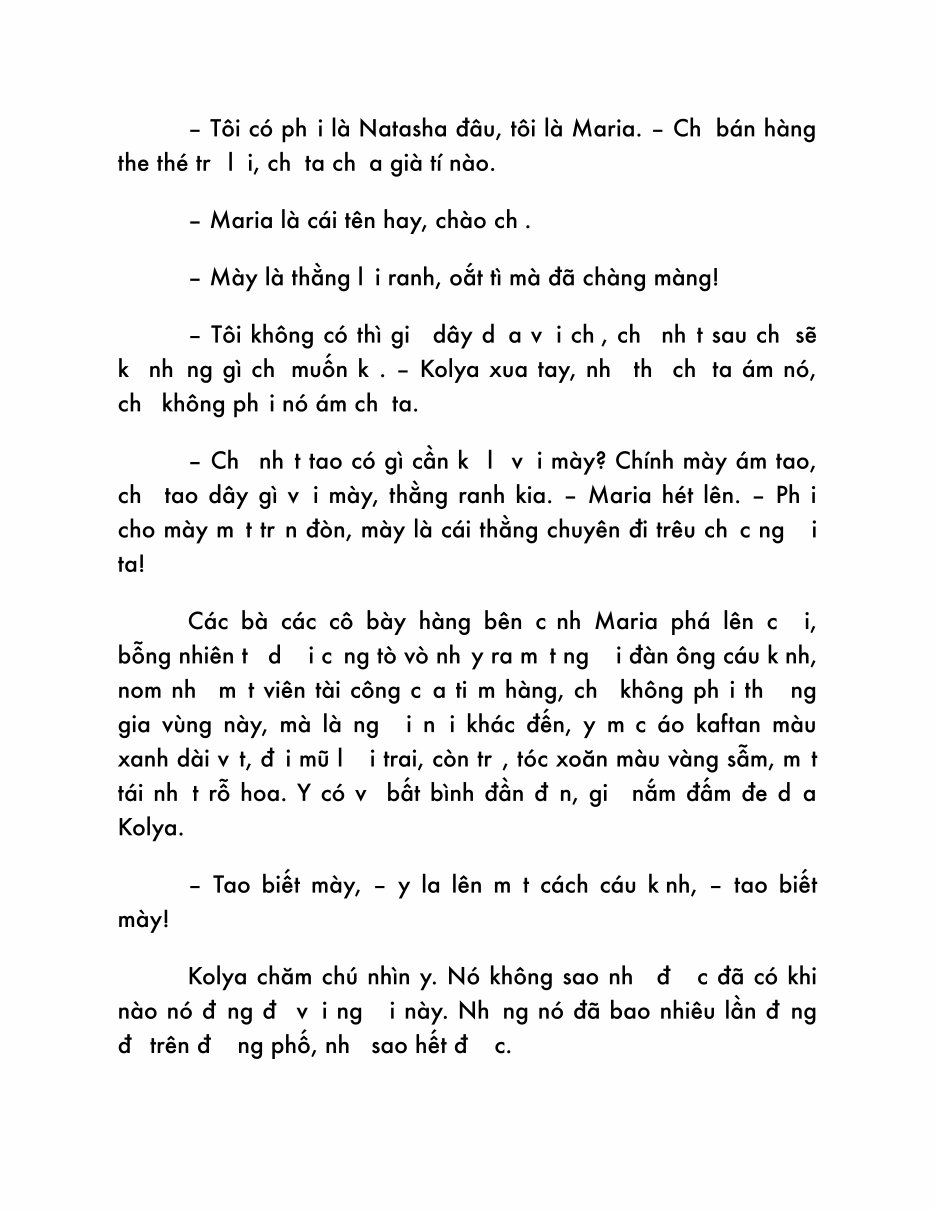 – Tôi có ph i là Natasha đâu, tôi là Maria. – Ch bán hàng
the thé tr l i, ch ta ch a già tí nào.
– Maria là cái tên hay, chào ch .
– Mày là thằng l i ranh, oắt tì mà đã chàng màng!
– Tôi không có thì gi dây d a v i ch , ch nh t sau ch sẽ
k nh ng gì ch muốn k . – Kolya xua tay, nh th ch ta ám nó,
ch không ph i nó ám ch ta.
– Ch nh t tao có gì cần k l v i mày? Chính mày ám tao,
ch tao dây gì v i mày, thằng ranh kia. – Maria hét lên. – Ph i
cho mày m t tr n đòn, mày là cái thằng chuyên đi trêu ch c ng i
ta!
Các bà các cô bày hàng bên c nh Maria phá lên c i,
bỗng nhiên t d i c ng tò vò nh y ra m t ng i đàn ông cáu k nh,
nom nh m t viên tài công c a ti m hàng, ch không ph i th ng
gia vùng này, mà là ng i n i khác đến, y m c áo kaftan màu
xanh dài v t, đ i mũ l i trai, còn tr , tóc xoăn màu vàng sẫm, m t
tái nh t rỗ hoa. Y có v bất bình đần đ n, gi nắm đấm đe d a
Kolya.
– Tao biết mày, – y la lên m t cách cáu k nh, – tao biết
mày!
Kolya chăm chú nhìn y. Nó không sao nh đ c đã có khi
nào nó đ ng đ v i ng i này. Nh ng nó đã bao nhiêu lần đ ng
đ trên đ ng phố, nh sao hết đ c.